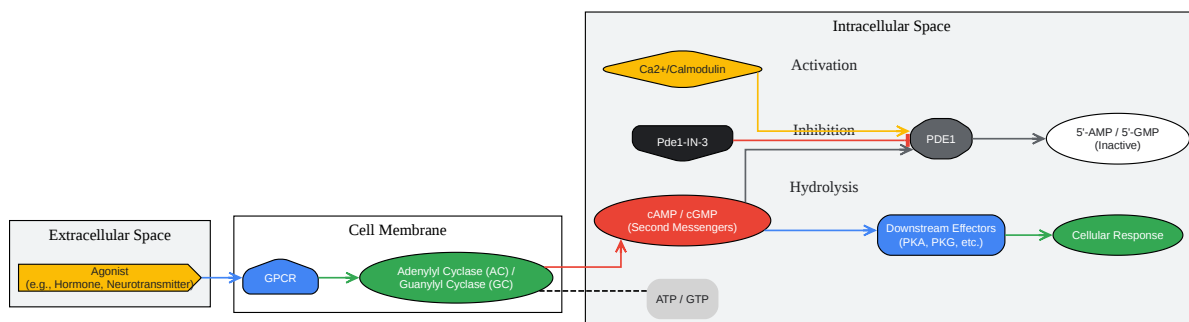 Intracellular Space
Ca2+/Calmodulin
Activation
Pde1-IN-3
Inhibition
PDE1
5'-AMP / 5'-GMP
(Inactive)
Hydrolysis
cAMP / cGMP
(Second Messengers)
Downstream Effectors
(PKA, PKG, etc.)
Cellular Response
Extracellular Space
Agonist
(e.g., Hormone, Neurotransmitter)
Cell Membrane
GPCR
Adenylyl Cyclase (AC) /
Guanylyl Cyclase (GC)
ATP / GTP